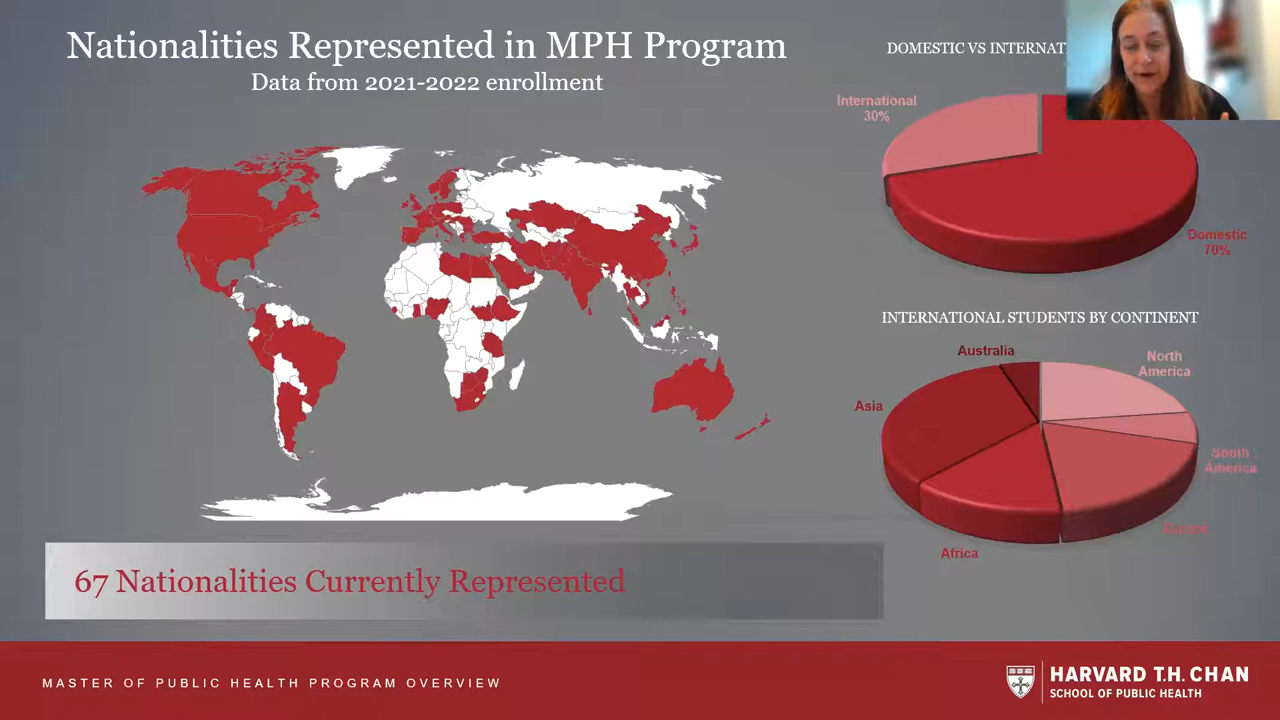 Nationalities Represented in MPH Program
Data from 2021-2022 enrollment
DOMESTIC VS
International
30%
Domestic
70%
INTERNATIONAL STUDENTS BY CONTINENT
Australia
North
America
Asia
South
America
Europe
Africa
67 Nationalities Currently Represented
MASTER OF PUBLIC HEALTH PROGRAM OVERVIEW
HARVARD T.H. CHAN
SCHOOL OF PUBLIC HEALTH